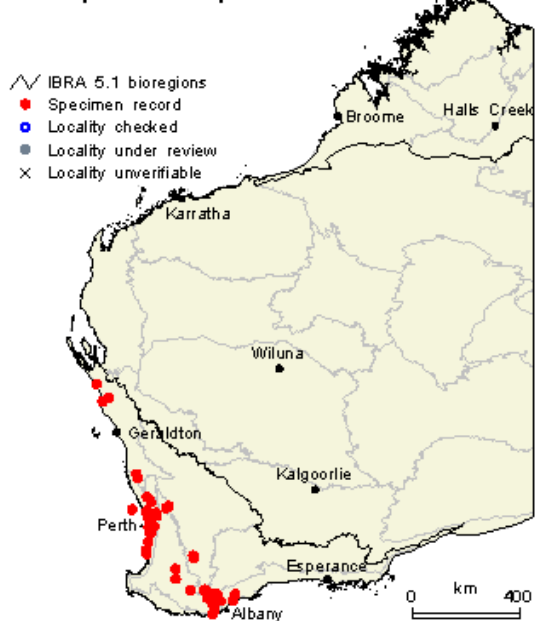 IBRA 5.1 bioregions
Specimen record
Locality checked
Locality under review
Locality unverifiable
Broome
Halls Creek
Karratha
Wiluna
Geraldton
Kalgoorlie
Perth
Esperance
Albany
km
0 400